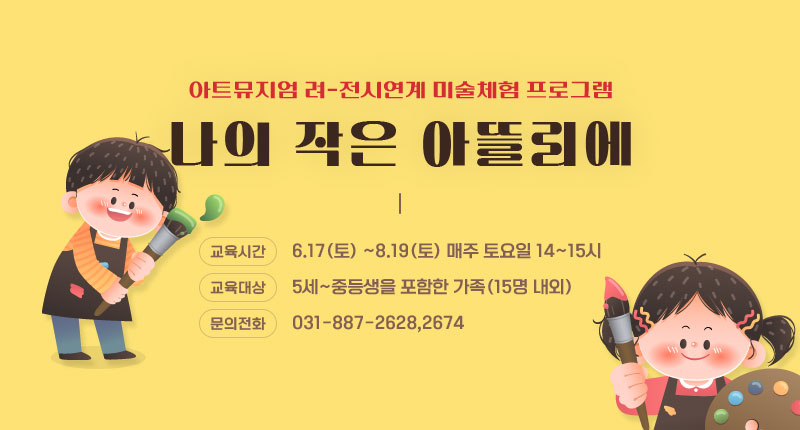 아트뮤지엄 려-전시연계 미술체험 프로그램
나의 작은 아뜰리에
교육시간 6.17(토) ~8.19(토) 매주 토요일 14~15시
교육대상 5세~중등생을 포함한 가족(15명 내외)
문의전화 031-887-2628,2674